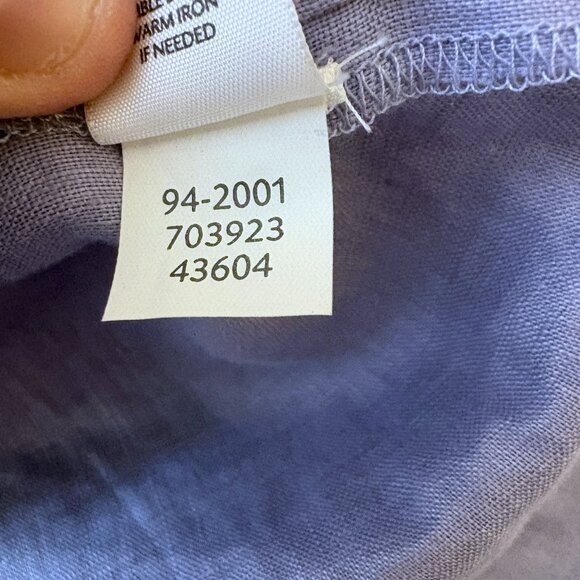 WARM IRON
IF NEEDED
94-2001
703923
43604